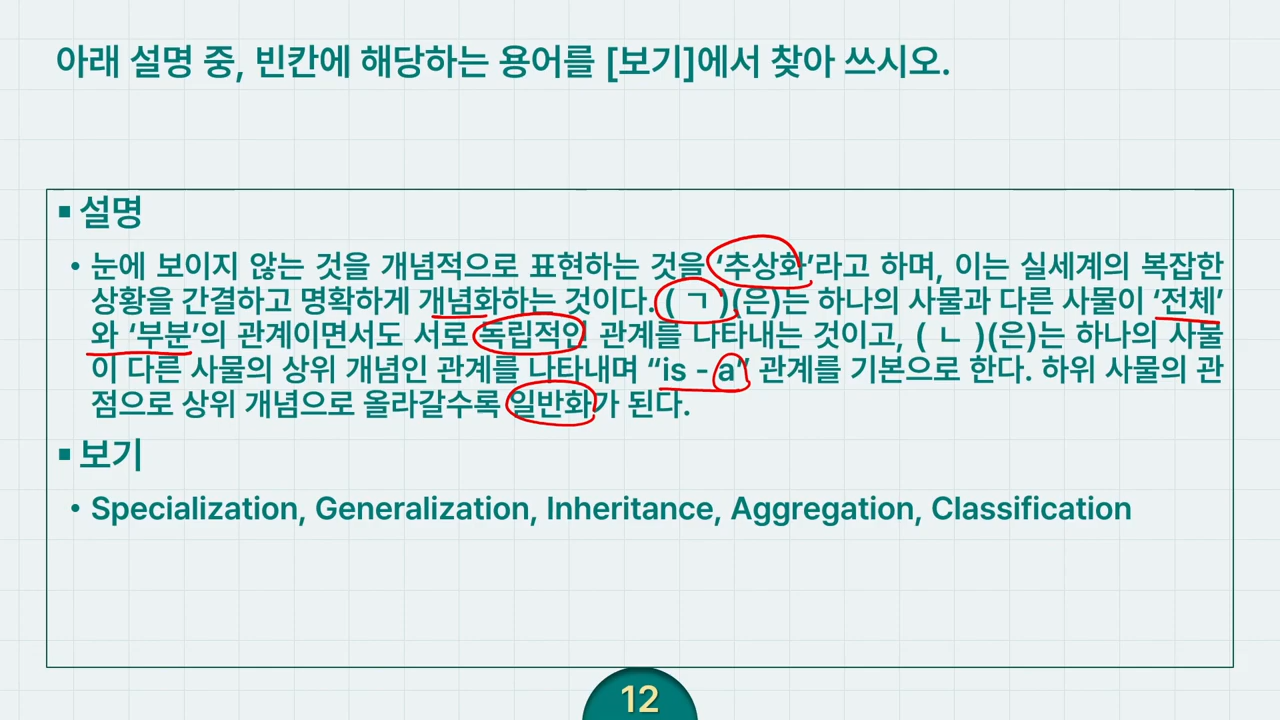 아래 설명 중, 빈칸에 해당하는 용어를 [보기]에서 찾아 쓰시오.
▪ 설명
• 눈에 보이지 않는 것을 개념적으로 표현하는 것을 ‘추상화’라고 하며, 이는 실세계의 복잡한
상황을 간결하고 명확하게 개념화하는 것이다. ( ㄱ )(은)는 하나의 사물과 다른 사물이 ‘전체’
와 ‘부분’의 관계이면서도 서로 독립적인 관계를 나타내는 것이고, ( ㄴ )(은)는 하나의 사물
이 다른 사물의 상위 개념인 관계를 나타내며 “is - a” 관계를 기본으로 한다. 하위 사물의 관
점으로 상위 개념으로 올라갈수록 일반화가 된다.
▪ 보기
• Specialization, Generalization, Inheritance, Aggregation, Classification
12